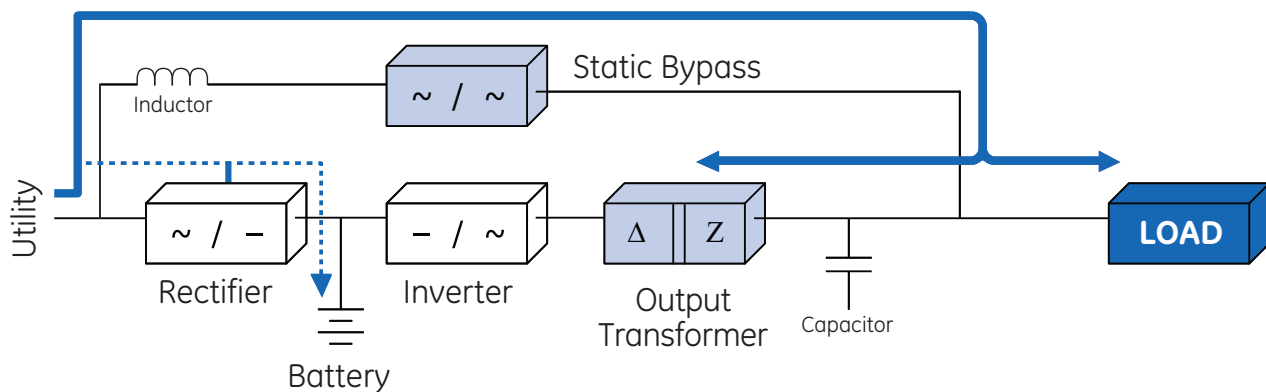 Static Bypass
~ / ~
Inductor
Utility
~ / –
– / ~
Δ Z
LOAD
Rectifier
Inverter
Output
Transformer
Capacitor
Battery